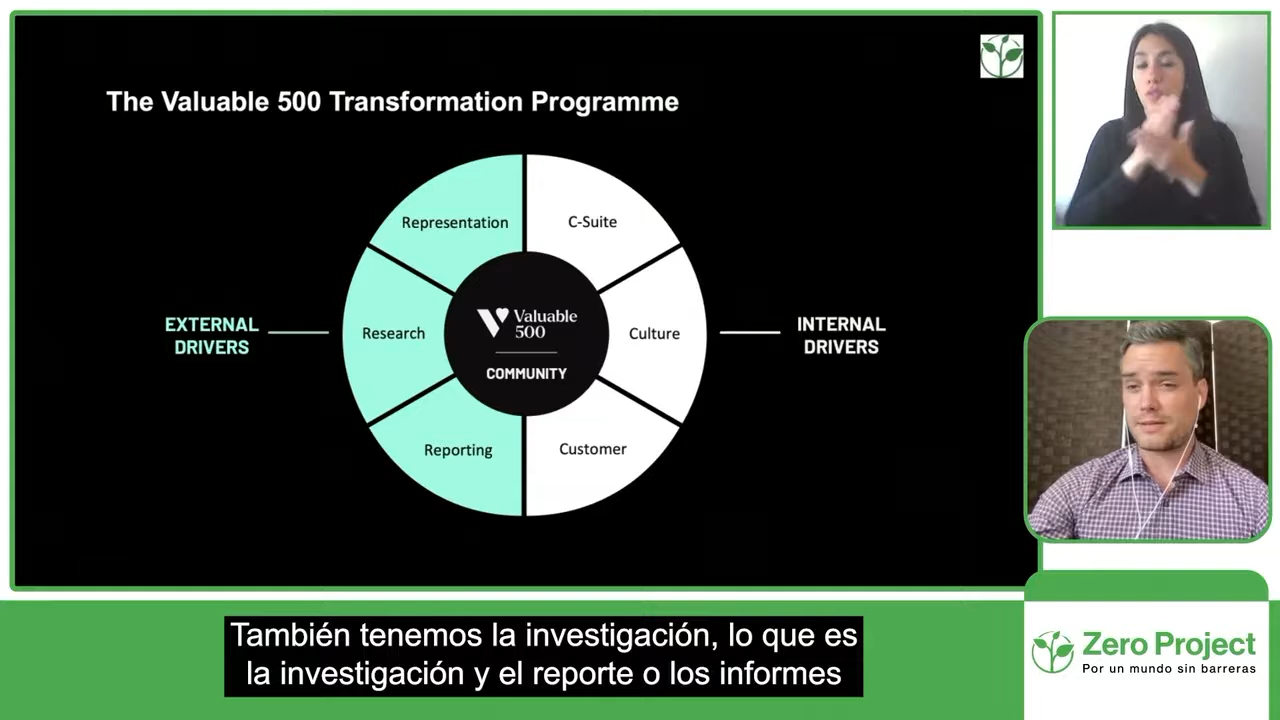 The Valuable 500 Transformation Programme
Representation
C-Suite
EXTERNAL
DRIVERS
Research
Valuable
500
COMMUNITY
Culture
INTERNAL
DRIVERS
Reporting
Customer
También tenemos la investigación, lo que es
la investigación y el reporte o los informes
Zero Project
Por un mundo sin barreras